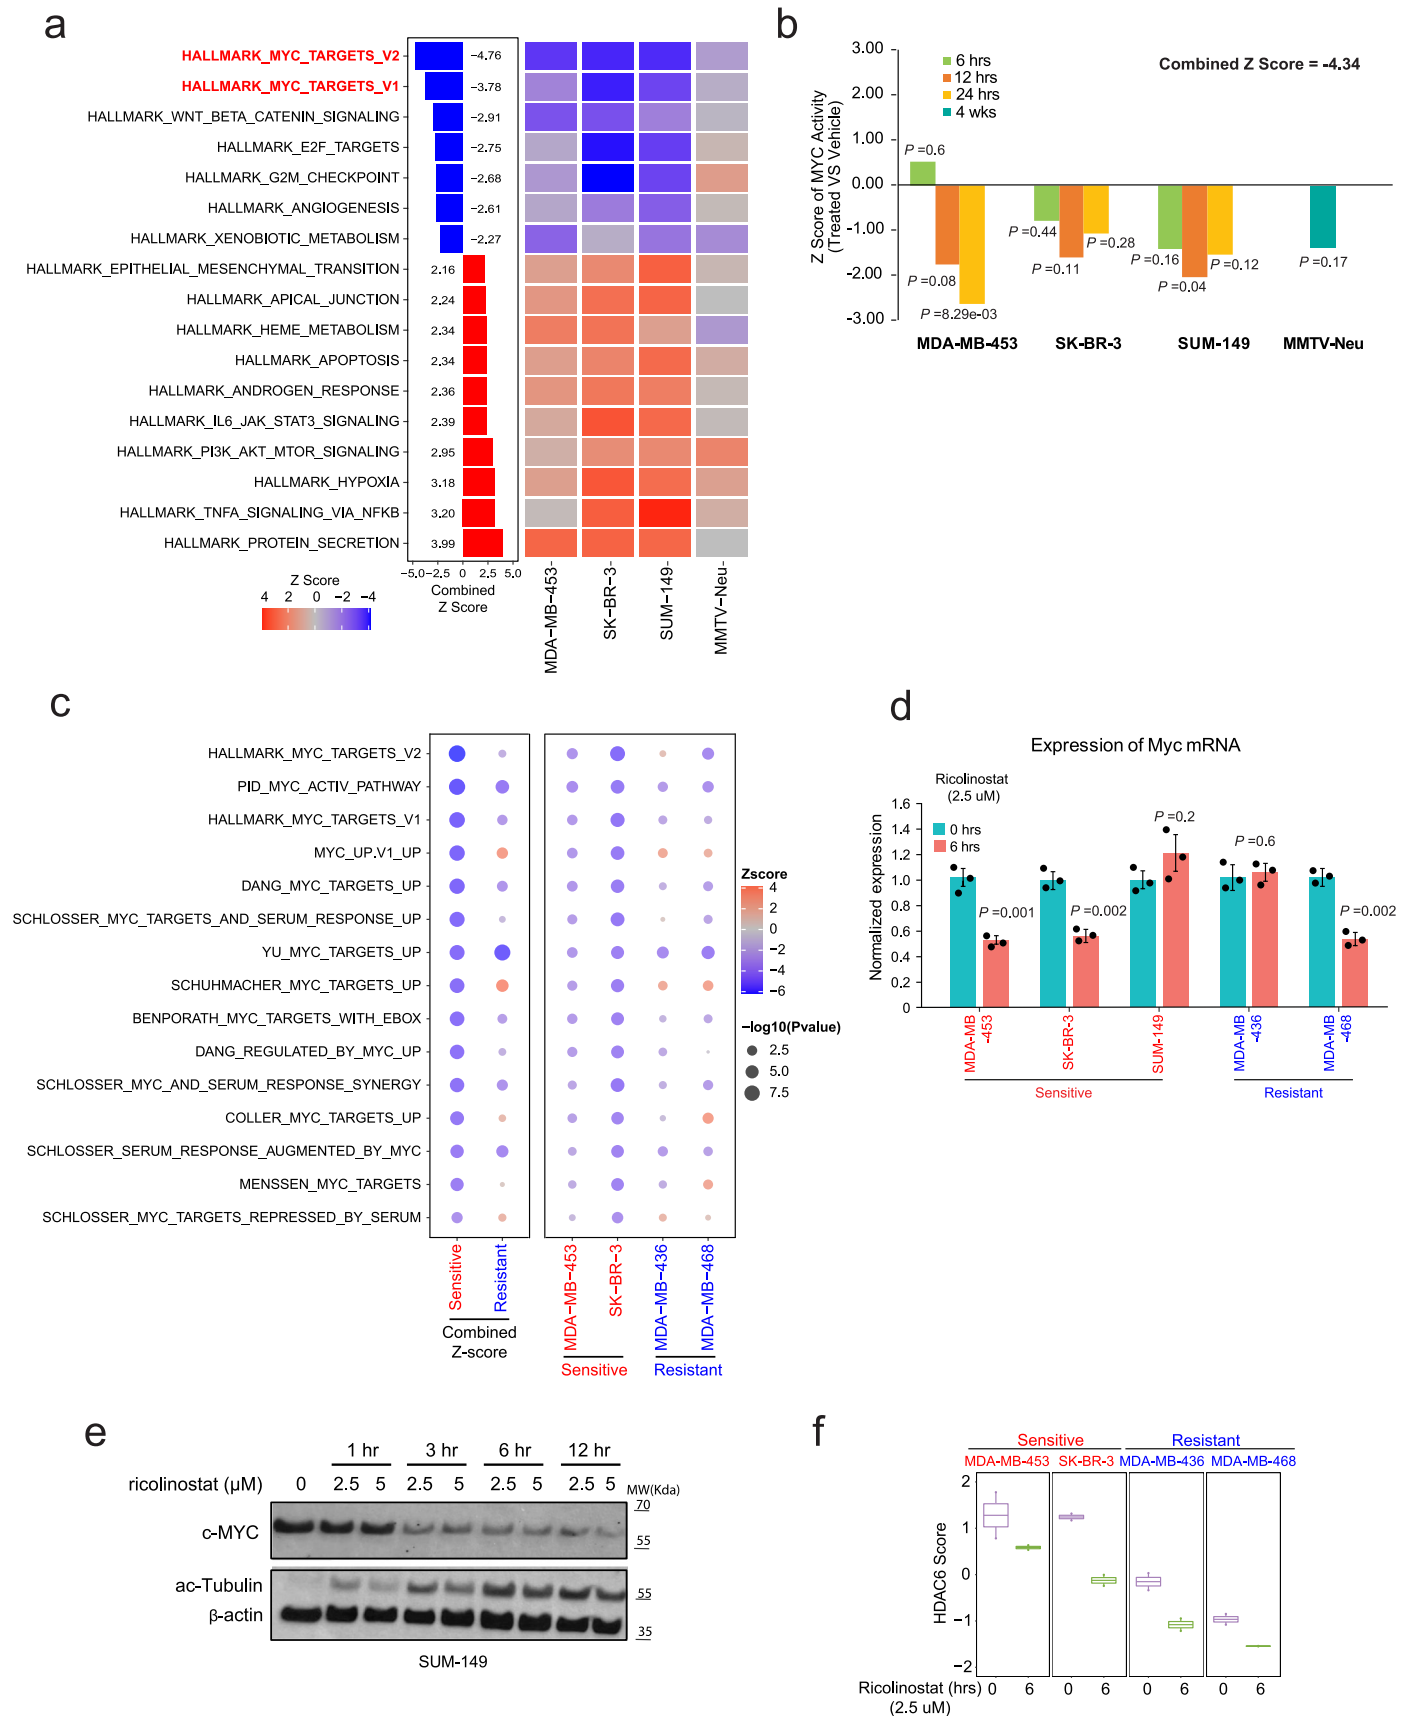 a
HALLMARK_MYC_TARGETS_V2 −4.76
HALLMARK_MYC_TARGETS_V1 −3.78
HALLMARK_WNT_BETA_CATENIN_SIGNALING −2.91
HALLMARK_E2F_TARGETS −2.75
HALLMARK_G2M_CHECKPOINT −2.68
HALLMARK_ANGIOGENESIS −2.61
HALLMARK_XENOBIOTIC_METABOLISM −2.27
HALLMARK_EPITHELIAL_MESENCHYMAL_TRANSITION 2.16
HALLMARK_APICAL_JUNCTION 2.24
HALLMARK_HEME_METABOLISM 2.34
HALLMARK_APOPTOSIS 2.34
HALLMARK_ANDROGEN_RESPONSE 2.36
HALLMARK_IL6_JAK_STAT3_SIGNALING 2.39
HALLMARK_PI3K_AKT_MTOR_SIGNALING 2.95
HALLMARK_HYPOXIA 3.18
HALLMARK_TNFA_SIGNALING_VIA_NFKB 3.20
HALLMARK_PROTEIN_SECRETION 3.99
−5.0 −2.5 0 2.5 5.0
Combined
Z Score
Z Score
4 2 0 −2 −4
MDA−MB−453
SK−BR−3
SUM−149
MMTV−Neu
b
Combined Z Score = -4.34
6 hrs
12 hrs
24 hrs
4 wks
Z Score of MYC Activity
(Treated VS Vehicle)
3.00
2.00
1.00
0.00
-1.00
-2.00
-3.00
P =0.6
P =0.08
P =8.29e-03
P =0.44
P =0.11
P =0.28
P =0.16
P =0.04
P =0.12
P =0.17
MDA-MB-453 SK-BR-3 SUM-149 MMTV-Neu
c
HALLMARK_MYC_TARGETS_V2
PID_MYC_ACTIV_PATHWAY
HALLMARK_MYC_TARGETS_V1
MYC_UP.V1_UP
DANG_MYC_TARGETS_UP
SCHLOSSER_MYC_TARGETS_AND_SERUM_RESPONSE_UP
YU_MYC_TARGETS_UP
SCHUHMACHER_MYC_TARGETS_UP
BENPORATH_MYC_TARGETS_WITH_EBOX
DANG_REGULATED_BY_MYC_UP
SCHLOSSER_MYC_AND_SERUM_RESPONSE_SYNERGY
COLLER_MYC_TARGETS_UP
SCHLOSSER_SERUM_RESPONSE_AUGMENTED_BY_MYC
MENSSEN_MYC_TARGETS
SCHLOSSER_MYC_TARGETS_REPRESSED_BY_SERUM
Sensitive
Resistant
Combined
Z-score
MDA−MB−453
SK−BR−3
MDA−MB−436
MDA−MB−468
Sensitive Resistant
Zscore
4
2
0
−2
−4
−6
−log10(Pvalue)
2.5
5.0
7.5
d
Expression of Myc mRNA
Ricolinostat
(2.5 uM)
0 hrs
6 hrs
Normalized expression
1.6
1.4
1.2
1.0
0.8
0.6
0.4
0.2
0
P =0.001
P =0.002
P =0.2
P =0.6
P =0.002
MDA-MB
-453
SK-BR-3
SUM-149
MDA-MB
-436
MDA-MB
-468
Sensitive Resistant
e
1 hr 3 hr 6 hr 12 hr
ricolinostat (µM) 0 2.5 5 2.5 5 2.5 5 2.5 5 MW(Kda)
70
c-MYC
55
ac-Tubulin
55
β-actin
35
SUM-149
f
Sensitive Resistant
MDA-MB-453 SK-BR-3 MDA-MB-436 MDA-MB-468
HDAC6 Score
2
1
0
−1
−2
Ricolinostat (hrs) 0 6 0 6 0 6 0 6
(2.5 uM)